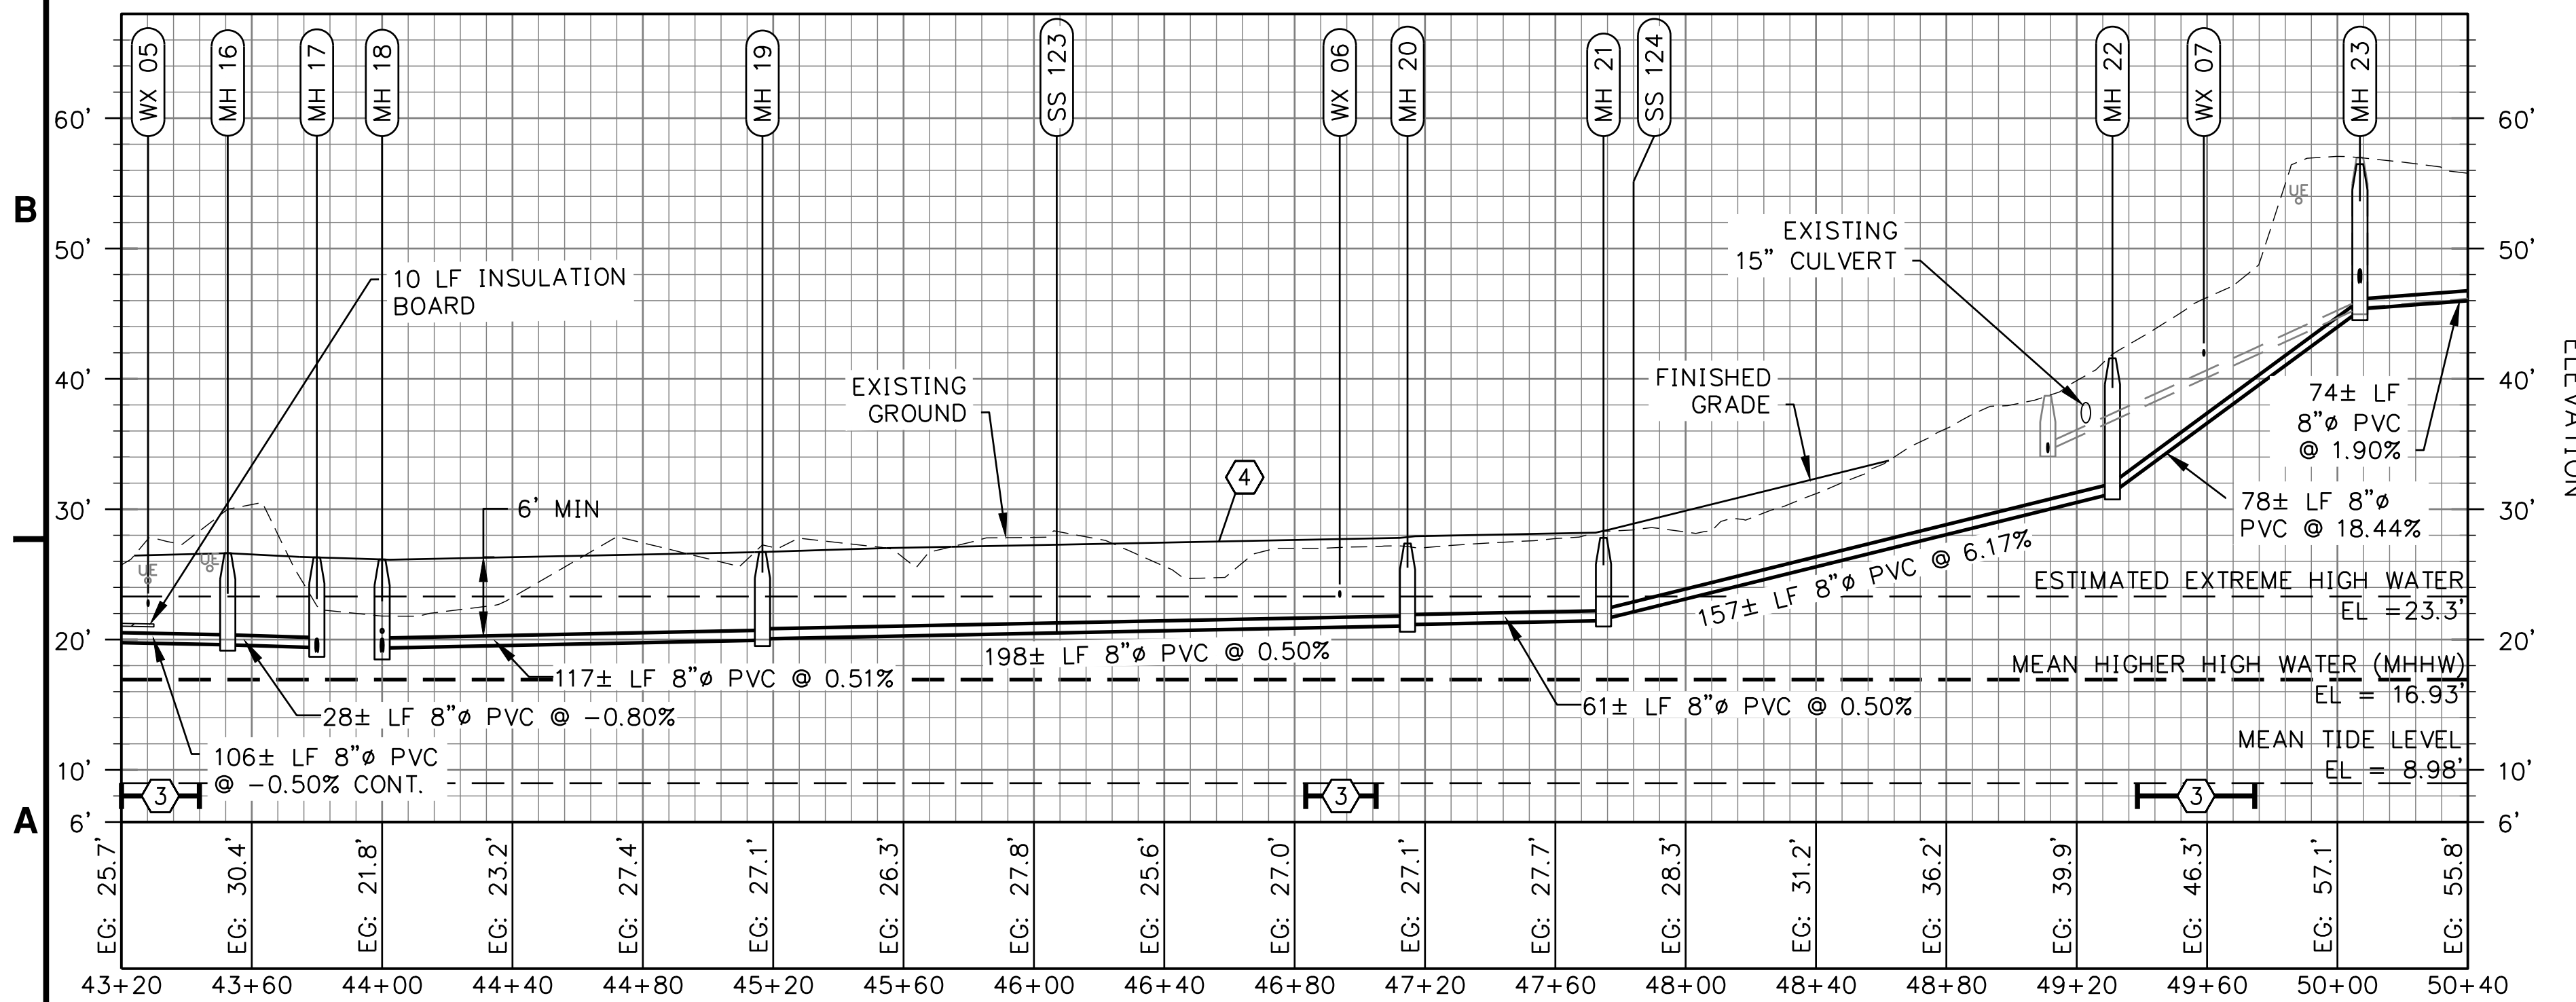 WX 05
MH 16
MH 17
MH 18
MH 19
SS 123
WX 06
MH 20
MH 21
SS 124
MH 22
WX 07
MH 23
60'
50'
40'
30'
20'
10'
6'
B
A
10 LF INSULATION
BOARD
6' MIN
EXISTING
GROUND
4
EXISTING
15" CULVERT
FINISHED
GRADE
UE
UE
UE
74± LF
8"ø PVC
@ 1.90%
78± LF 8"ø
PVC @ 18.44%
157± LF 8"ø PVC @ 6.17%
ESTIMATED EXTREME HIGH WATER
EL =23.3'
198± LF 8"ø PVC @ 0.50%
MEAN HIGHER HIGH WATER (MHHW)
EL = 16.93'
117± LF 8"ø PVC @ 0.51%
61± LF 8"ø PVC @ 0.50%
28± LF 8"ø PVC @ -0.80%
106± LF 8"ø PVC
@ -0.50% CONT.
MEAN TIDE LEVEL
EL = 8.98'
3
3
3
60'
50'
40'
30'
20'
10'
6'
ELEVATION
EG: 25.7'
EG: 30.4'
EG: 21.8'
EG: 23.2'
EG: 27.4'
EG: 27.1'
EG: 26.3'
EG: 27.8'
EG: 25.6'
EG: 27.0'
EG: 27.1'
EG: 27.7'
EG: 28.3'
EG: 31.2'
EG: 36.2'
EG: 39.9'
EG: 46.3'
EG: 57.1'
EG: 55.8'
43+20
43+60
44+00
44+40
44+80
45+20
45+60
46+00
46+40
46+80
47+20
47+60
48+00
48+40
48+80
49+20
49+60
50+00
50+40